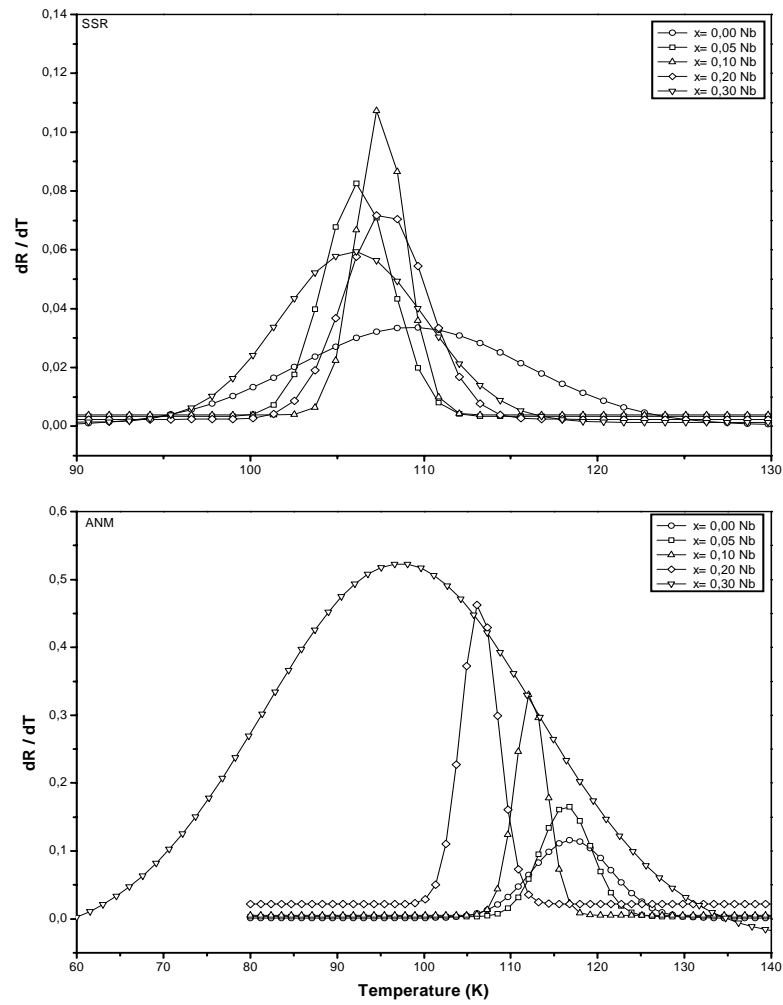 SSR
x= 0,00 Nb
x= 0,05 Nb
x= 0,10 Nb
x= 0,20 Nb
x= 0,30 Nb
0,14
0,12
0,10
0,08
0,06
0,04
0,02
0,00
dR / dT
90
100
110
120
130
ANM
x= 0,00 Nb
x= 0,05 Nb
x= 0,10 Nb
x= 0,20 Nb
x= 0,30 Nb
0,6
0,5
0,4
0,3
0,2
0,1
0,0
dR / dT
60
70
80
90
100
110
120
130
140
Temperature (K)